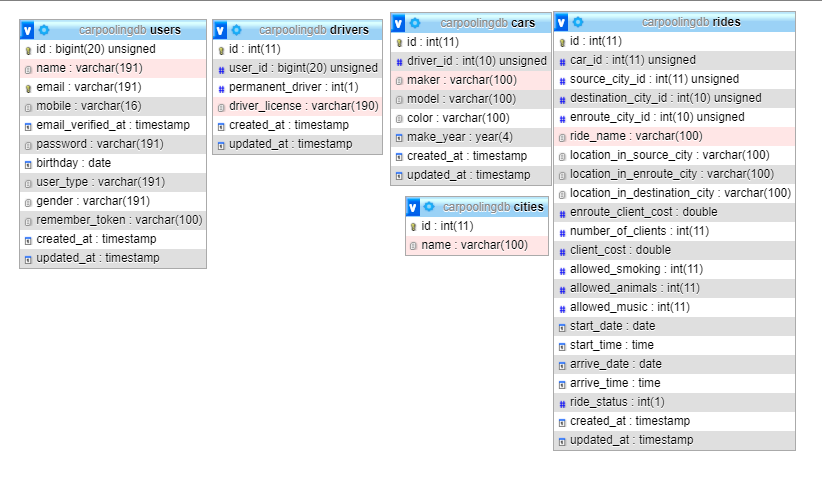 v carpoolingdb users
id : bigint(20) unsigned
name : varchar(191)
email : varchar(191)
mobile : varchar(16)
email_verified_at : timestamp
password : varchar(191)
birthday : date
user_type : varchar(191)
gender : varchar(191)
remember_token : varchar(100)
created_at : timestamp
updated_at : timestamp
v carpoolingdb drivers
id : int(11)
# user_id : bigint(20) unsigned
# permanent_driver : int(1)
driver_license : varchar(190)
created_at : timestamp
updated_at : timestamp
v carpoolingdb cars
id : int(11)
# driver_id : int(10) unsigned
maker : varchar(100)
model : varchar(100)
color : varchar(100)
make_year : year(4)
created_at : timestamp
updated_at : timestamp
v carpoolingdb cities
id : int(11)
name : varchar(100)
v carpoolingdb rides
id : int(11)
# car_id : int(11) unsigned
# source_city_id : int(11) unsigned
# destination_city_id : int(10) unsigned
# enroute_city_id : int(10) unsigned
ride_name : varchar(100)
location_in_source_city : varchar(100)
location_in_enroute_city : varchar(100)
location_in_destination_city : varchar(100)
# enroute_client_cost : double
# number_of_clients : int(11)
# client_cost : double
# allowed_smoking : int(11)
# allowed_animals : int(11)
# allowed_music : int(11)
start_date : date
start_time : time
arrive_date : date
arrive_time : time
# ride_status : int(1)
created_at : timestamp
updated_at : timestamp